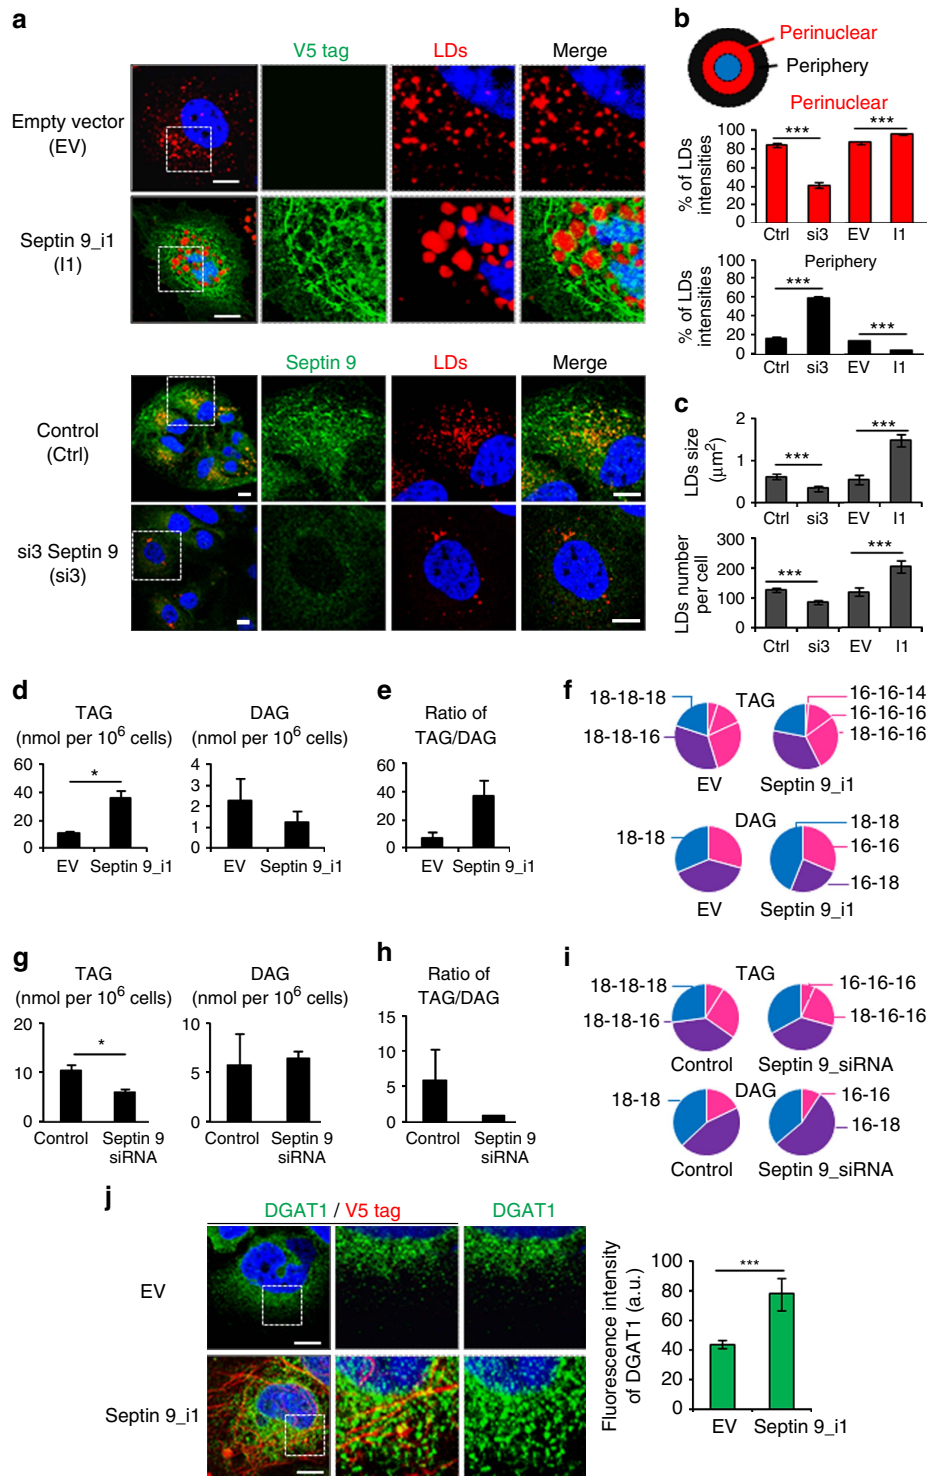 a
V5 tag LDs Merge
Empty vector
(EV)
Septin 9_i1
(I1)
Septin 9 LDs Merge
Control
(Ctrl)
si3 Septin 9
(si3)
b
Perinuclear
Periphery
Perinuclear
% of LDs
intensities
100
80
60
40
20
0
*** ***
Ctrl si3 EV I1
Periphery
% of LDs
intensities
100
80
60
40
20
0
*** ***
Ctrl si3 EV I1
c
LDs size
(μm²)
2
1
0
*** ***
Ctrl si3 EV I1
LDs number
per cell
300
200
100
0
*** ***
Ctrl si3 EV I1
d
TAG
(nmol per 10⁶ cells)
60
40
20
0
*
EV Septin 9_i1
DAG
(nmol per 10⁶ cells)
4
3
2
1
0
EV Septin 9_i1
e
Ratio of
TAG/DAG
60
40
20
0
EV Septin 9_i1
f
TAG
18-18-18
18-18-16
16-16-14
16-16-16
18-16-16
EV Septin 9_i1
DAG
18-18
18-18
16-16
16-18
EV Septin 9_i1
g
TAG
(nmol per 10⁶ cells)
20
10
0
*
Control Septin 9
siRNA
DAG
(nmol per 10⁶ cells)
10
5
0
Control Septin 9
siRNA
h
Ratio of
TAG/DAG
15
10
5
0
Control Septin 9
siRNA
i
TAG
18-18-18
18-18-16
16-16-16
18-16-16
Control Septin 9_siRNA
DAG
18-18
16-16
16-18
Control Septin 9_siRNA
j
DGAT1 / V5 tag DGAT1
EV
Septin 9_i1
Fluorescence intensity
of DGAT1 (a.u.)
100
80
60
40
20
0
***
EV Septin 9_i1